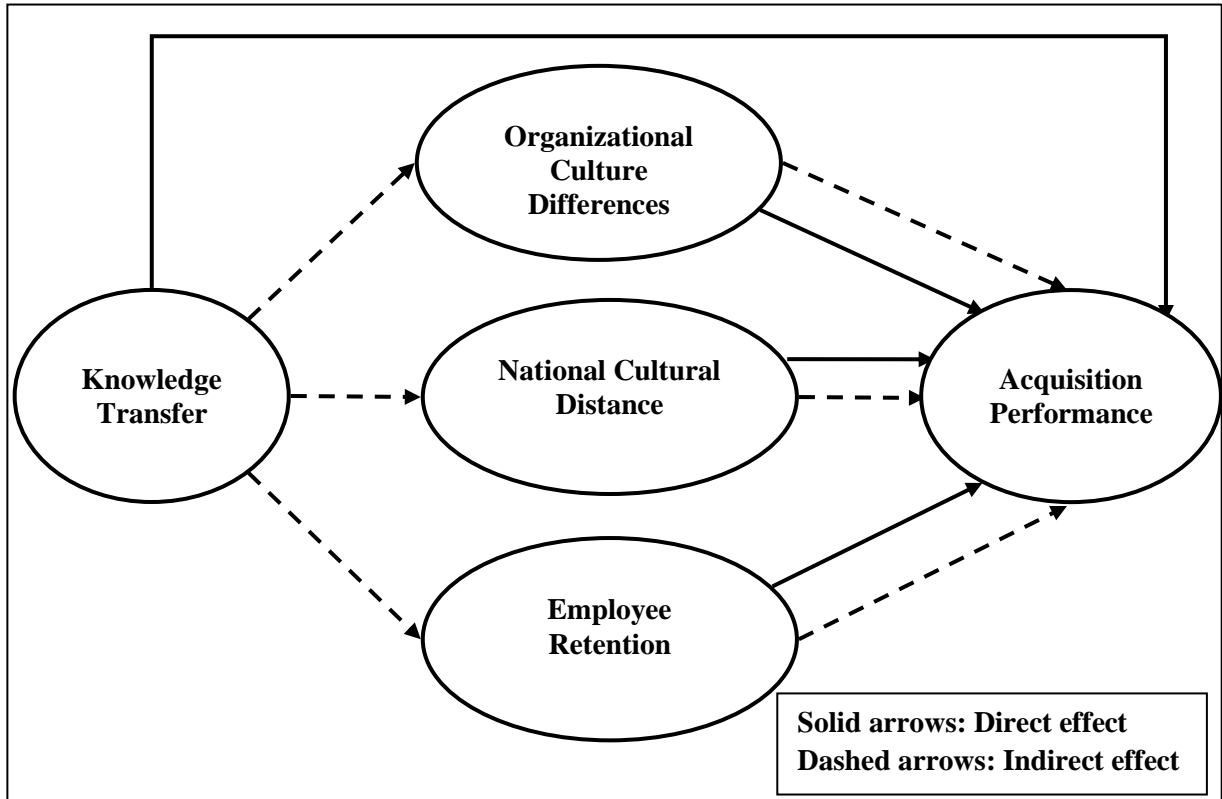 Organizational
Culture
Differences
Knowledge
Transfer
National Cultural
Distance
Acquisition
Performance
Employee
Retention
Solid arrows: Direct effect
Dashed arrows: Indirect effect